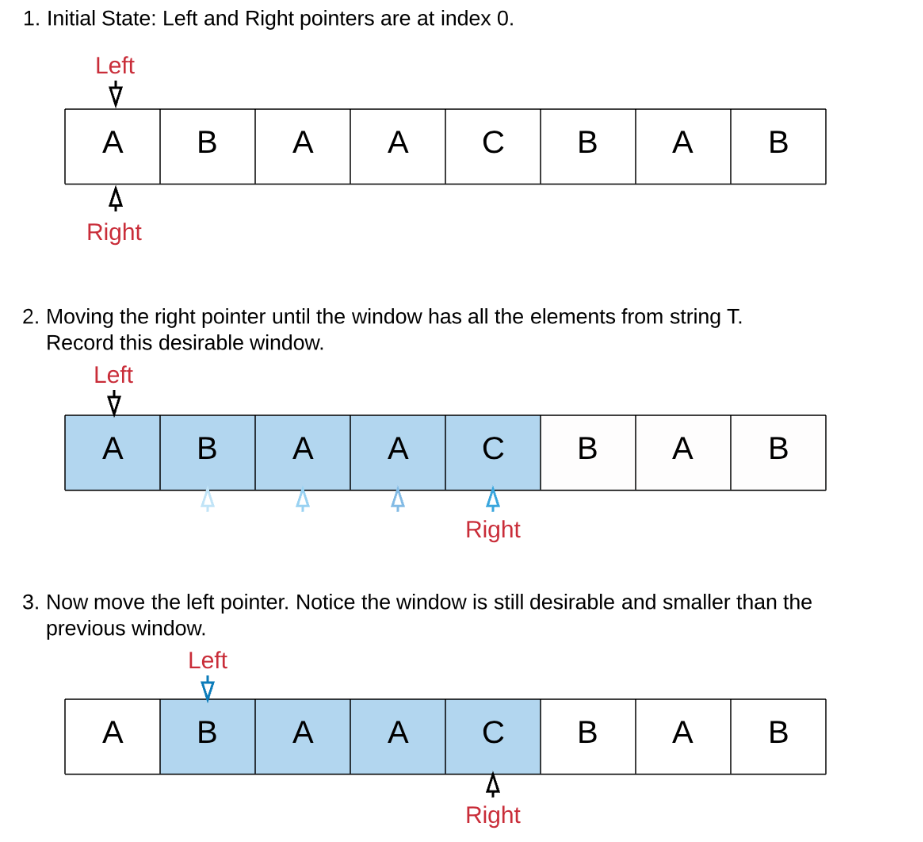 1. Initial State: Left and Right pointers are at index 0.
Left
A B A A C B A B
Right
2. Moving the right pointer until the window has all the elements from string T.
Record this desirable window.
Left
A B A A C B A B
Right
3. Now move the left pointer. Notice the window is still desirable and smaller than the
previous window.
Left
A B A A C B A B
Right